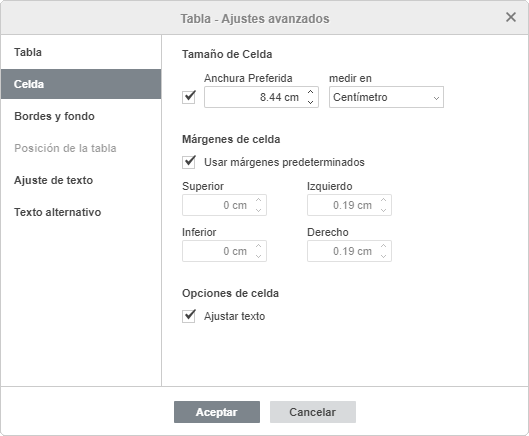 Tabla - Ajustes avanzados
Tabla
Celda
Bordes y fondo
Posición de la tabla
Ajuste de texto
Texto alternativo
Tamaño de Celda
Anchura Preferida medir en
8.44 cm Centímetro
Márgenes de celda
Usar márgenes predeterminados
Superior Izquierdo
0 cm 0.19 cm
Inferior Derecho
0 cm 0.19 cm
Opciones de celda
Ajustar texto
Aceptar Cancelar